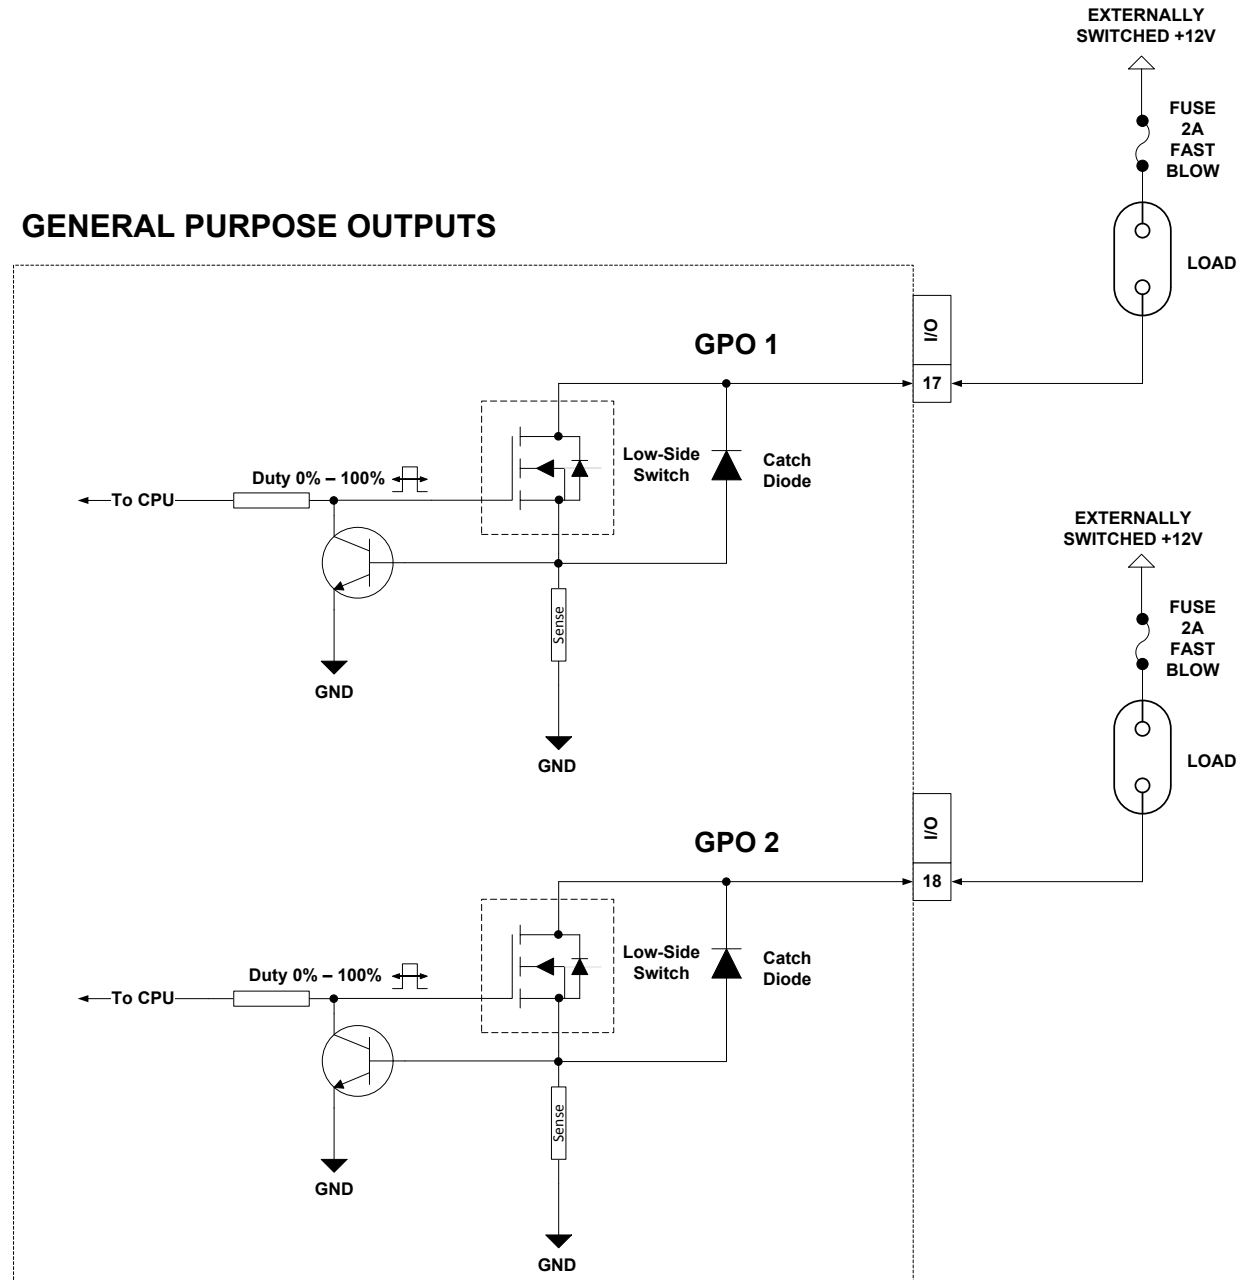 EXTERNALLY
SWITCHED +12V
FUSE
2A
FAST
BLOW
LOAD
GENERAL PURPOSE OUTPUTS
GPO 1
I/O
17
Low-Side
Switch
Catch
Diode
Duty 0% – 100%
To CPU
Sense
GND
GND
EXTERNALLY
SWITCHED +12V
FUSE
2A
FAST
BLOW
LOAD
GPO 2
I/O
18
Low-Side
Switch
Catch
Diode
Duty 0% – 100%
To CPU
Sense
GND
GND